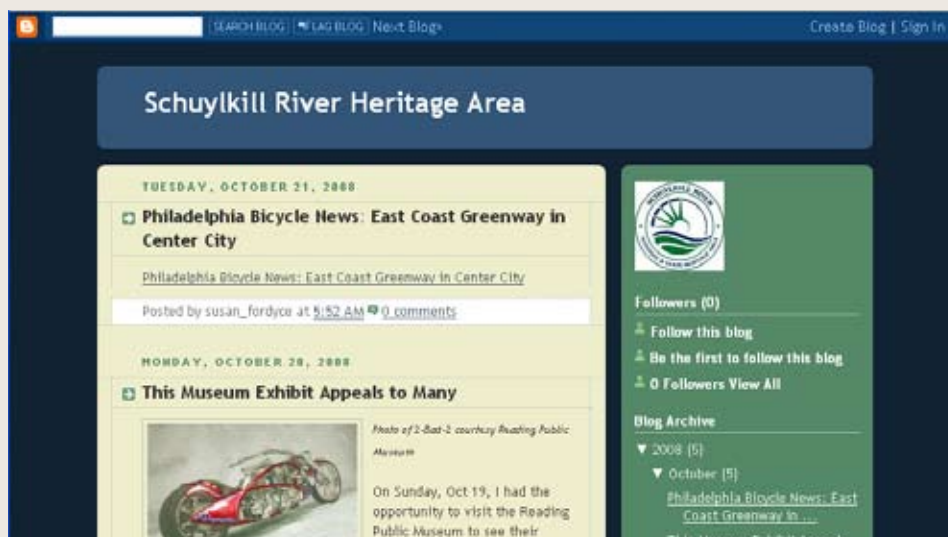 SEARCH BLOG FLAG BLOG Next Blog»
Create Blog | Sign In
Schuylkill River Heritage Area
TUESDAY, OCTOBER 21, 2008
Philadelphia Bicycle News: East Coast Greenway in
Center City
Philadelphia Bicycle News: East Coast Greenway in Center City
Posted by susan_fordyce at 5:52 AM 0 comments
MONDAY, OCTOBER 20, 2008
This Museum Exhibit Appeals to Many
Photo of 2-Bad-2 courtesy Reading Public
Museum
On Sunday, Oct 19, I had the
opportunity to visit the Reading
Public Museum to see their
SCHUYLKILL RIVER
Followers (0)
Follow this blog
Be the first to follow this blog
0 Followers View All
Blog Archive
▼ 2008 (5)
▼ October (5)
Philadelphia Bicycle News: East
Coast Greenway in ...